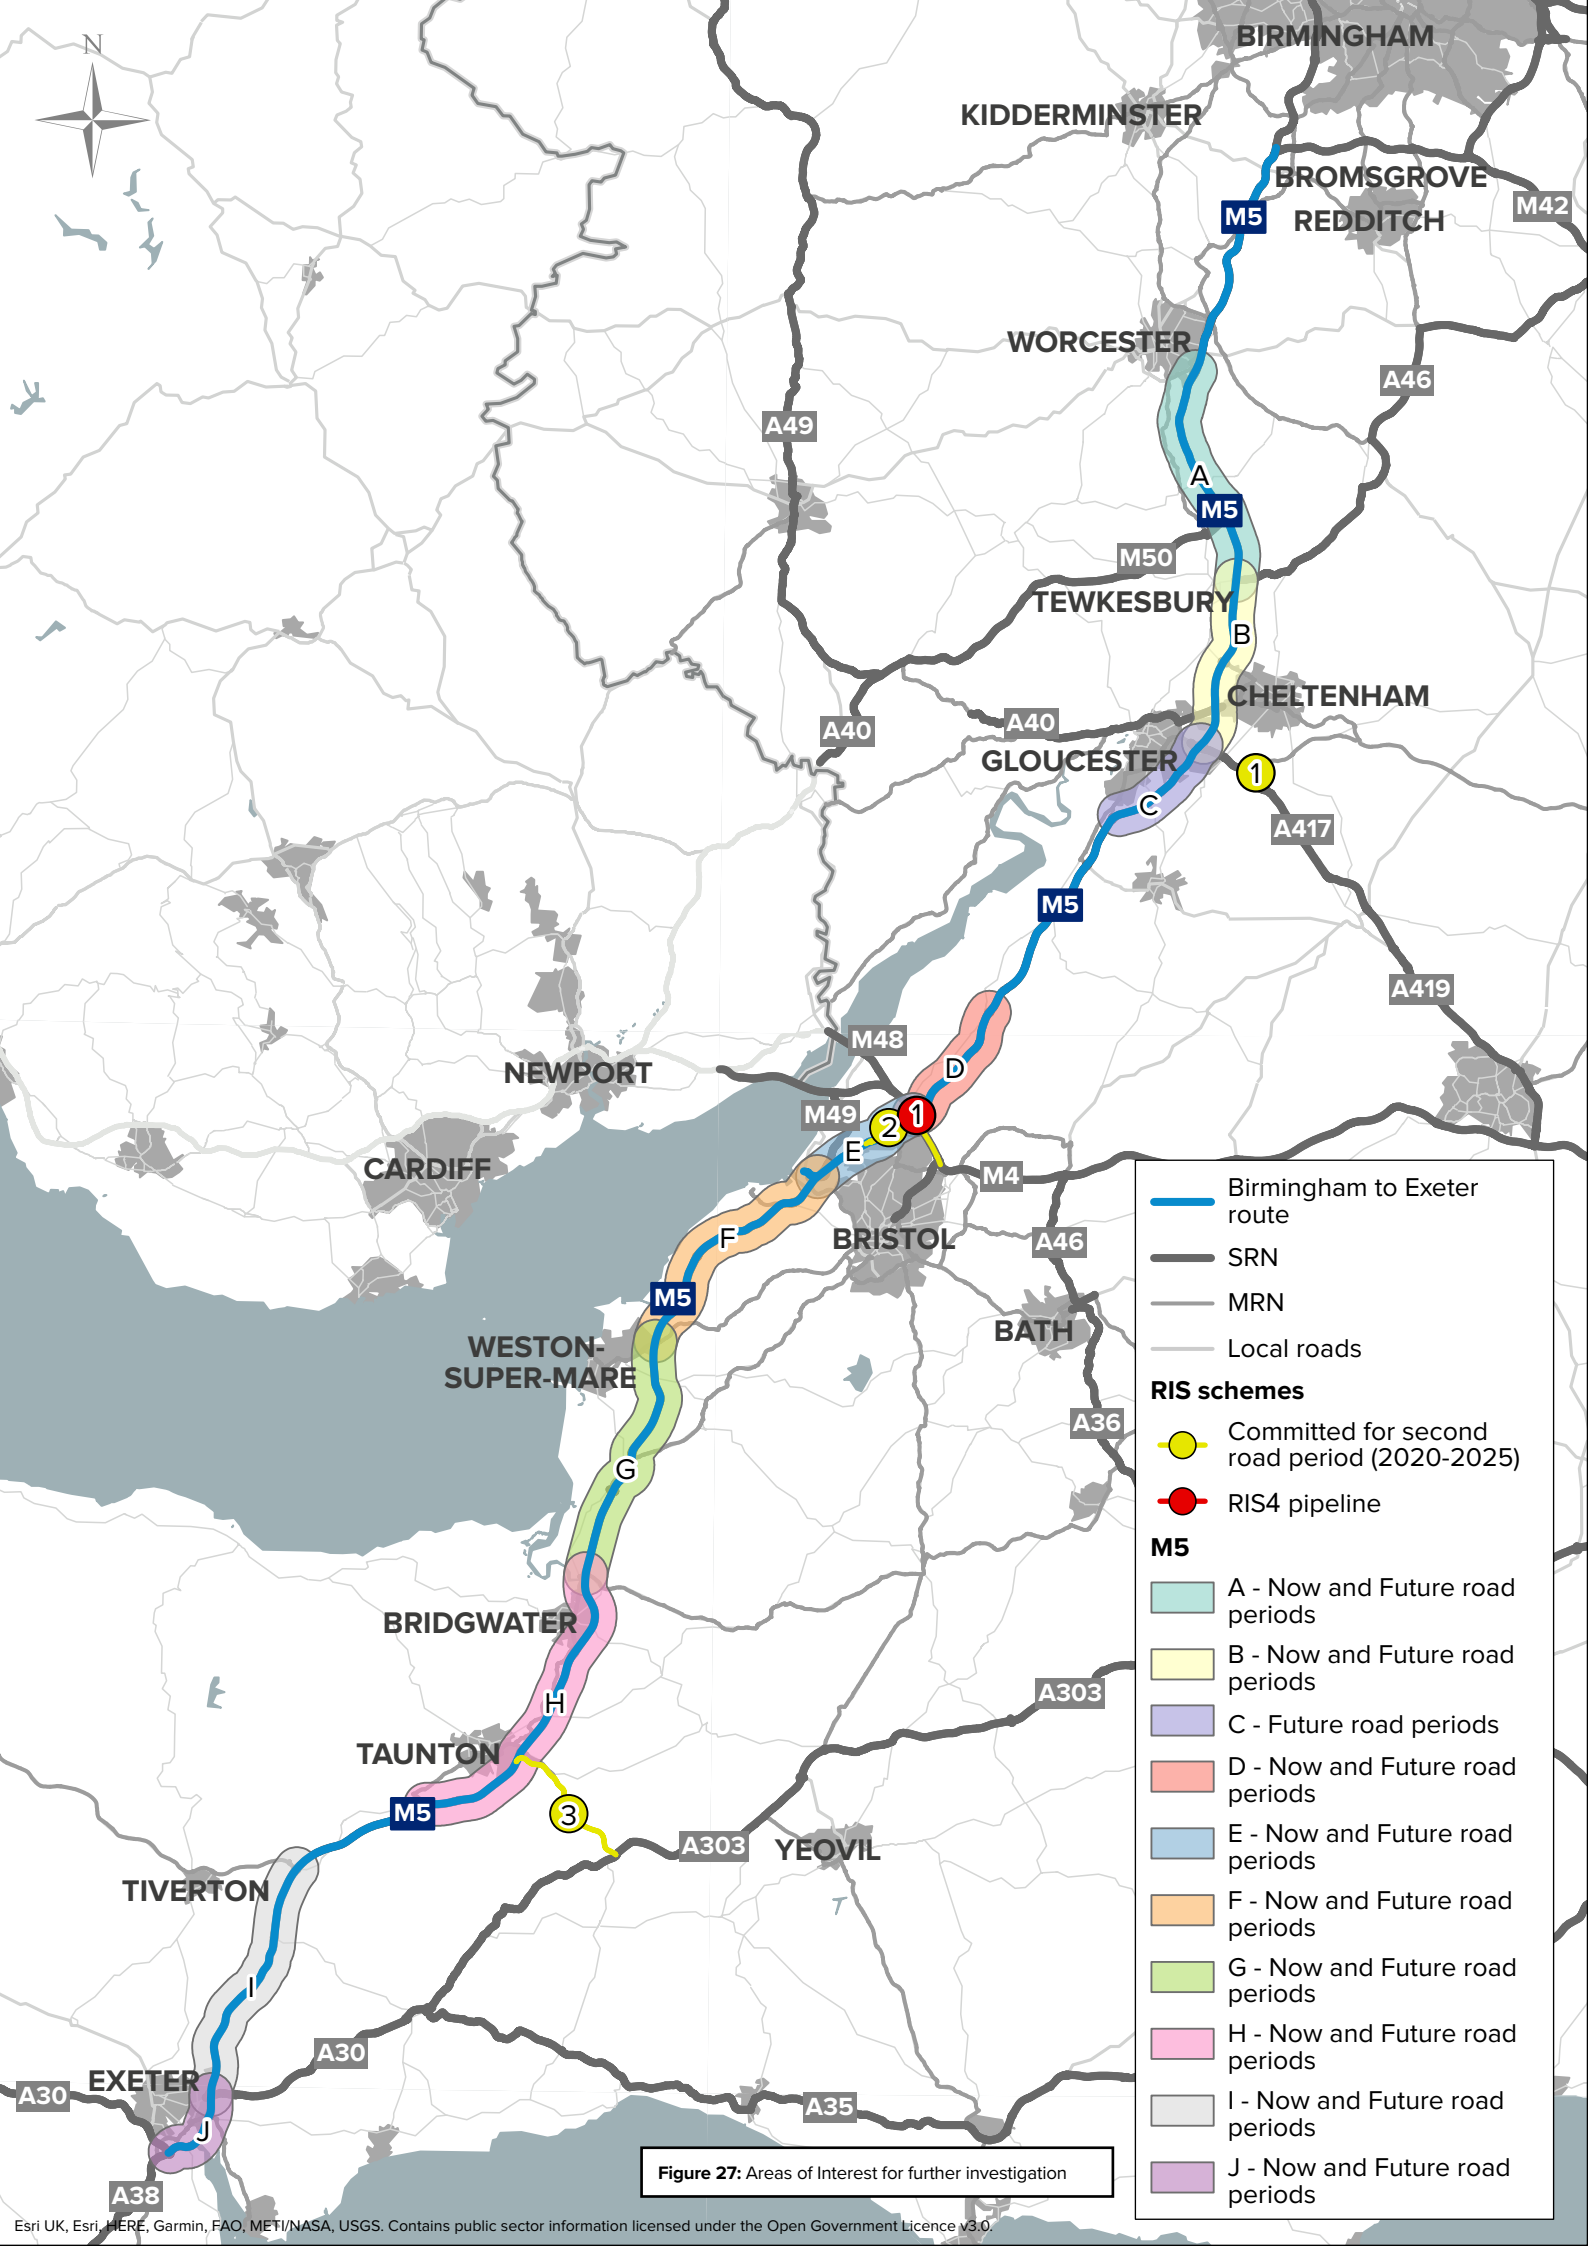 N
BIRMINGHAM
KIDDERMINSTER
BROMSGROVE
M5
REDDITCH
M42
WORCESTER
A46
A49
A
M5
M50
TEWKESBURY
B
CHELTENHAM
A40
A40
GLOUCESTER
1
C
A417
M5
A419
M48
D
NEWPORT
M49
2
1
E
CARDIFF
M4
F
BRISTOL
A46
M5
BATH
WESTON-
SUPER-MARE
A36
G
BRIDGWATER
A303
H
TAUNTON
M5
3
A303
YEOVIL
TIVERTON
I
A30
EXETER
A30
A35
J
A38
Birmingham to Exeter
route
SRN
MRN
Local roads
RIS schemes
Committed for second
road period (2020-2025)
RIS4 pipeline
M5
A - Now and Future road
periods
B - Now and Future road
periods
C - Future road periods
D - Now and Future road
periods
E - Now and Future road
periods
F - Now and Future road
periods
G - Now and Future road
periods
H - Now and Future road
periods
I - Now and Future road
periods
J - Now and Future road
periods
Figure 27: Areas of Interest for further investigation
Esri UK, Esri, HERE, Garmin, FAO, METI/NASA, USGS. Contains public sector information licensed under the Open Government Licence v3.0.